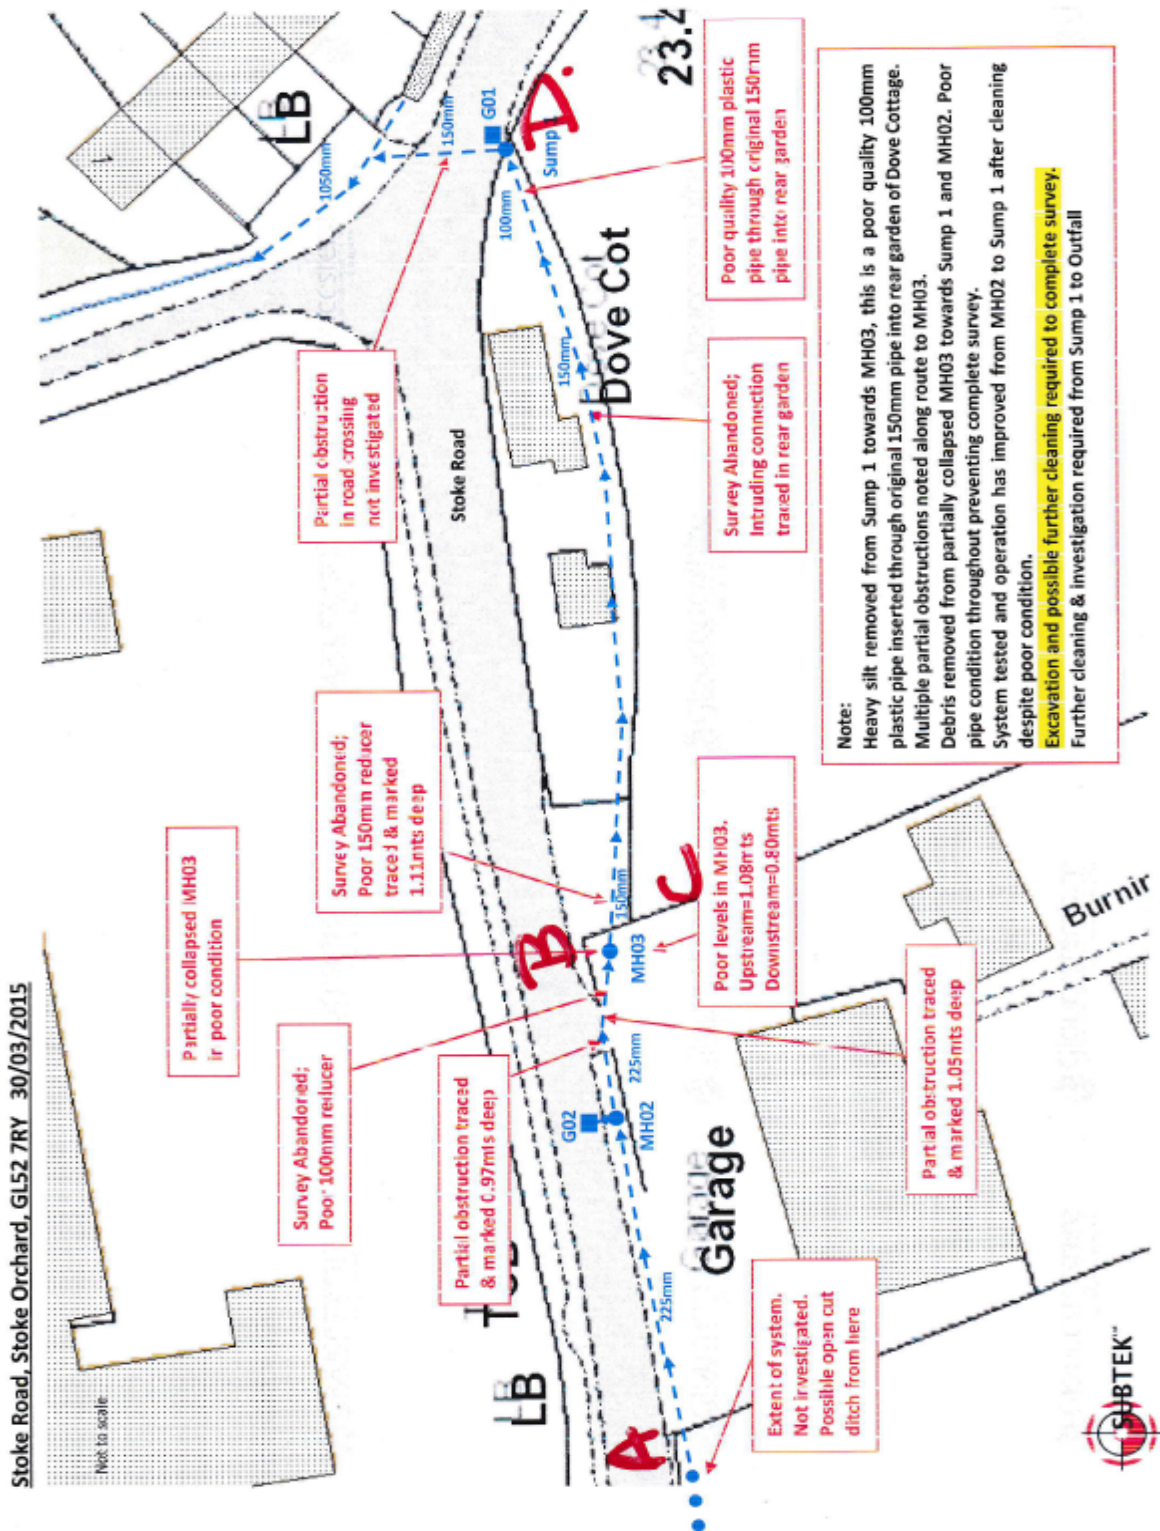 Stoke Road, Stoke Orchard, GL52 7RY 30/03/2015
Not to scale
Partially collapsed MH03
in poor condition
Survey Abandoned;
Poor 100mm reducer
Partial obstruction traced
& marked 0.97mts deep
Survey Abandoned;
Poor 150mm reducer
traced & marked
1.11mts deep
Partial obstruction
in road crossing
not investigated
Stoke Road
LB
1
1050mm
150mm
G01
Sump 1
D.
100mm
150mm
Dove Cot
23.4
LB
TCB
A
B
C
G02
MH02
225mm
225mm
MH03
150mm
Garage
Burnin
Extent of system.
Not investigated.
Possible open cut
ditch from here
Partial obstruction traced
& marked 1.05mts deep
Poor levels in MH03.
Upstream=1.08mts
Downstream=0.80mts
Survey Abandoned;
Intruding connection
traced in rear garden
Poor quality 100mm plastic
pipe through original 150mm
pipe into rear garden
Note:
Heavy silt removed from Sump 1 towards MH03, this is a poor quality 100mm
plastic pipe inserted through original 150mm pipe into rear garden of Dove Cottage.
Multiple partial obstructions noted along route to MH03.
Debris removed from partially collapsed MH03 towards Sump 1 and MH02. Poor
pipe condition throughout preventing complete survey.
System tested and operation has improved from MH02 to Sump 1 after cleaning
despite poor condition.
Excavation and possible further cleaning required to complete survey.
Further cleaning & investigation required from Sump 1 to Outfall
SUBTEK™